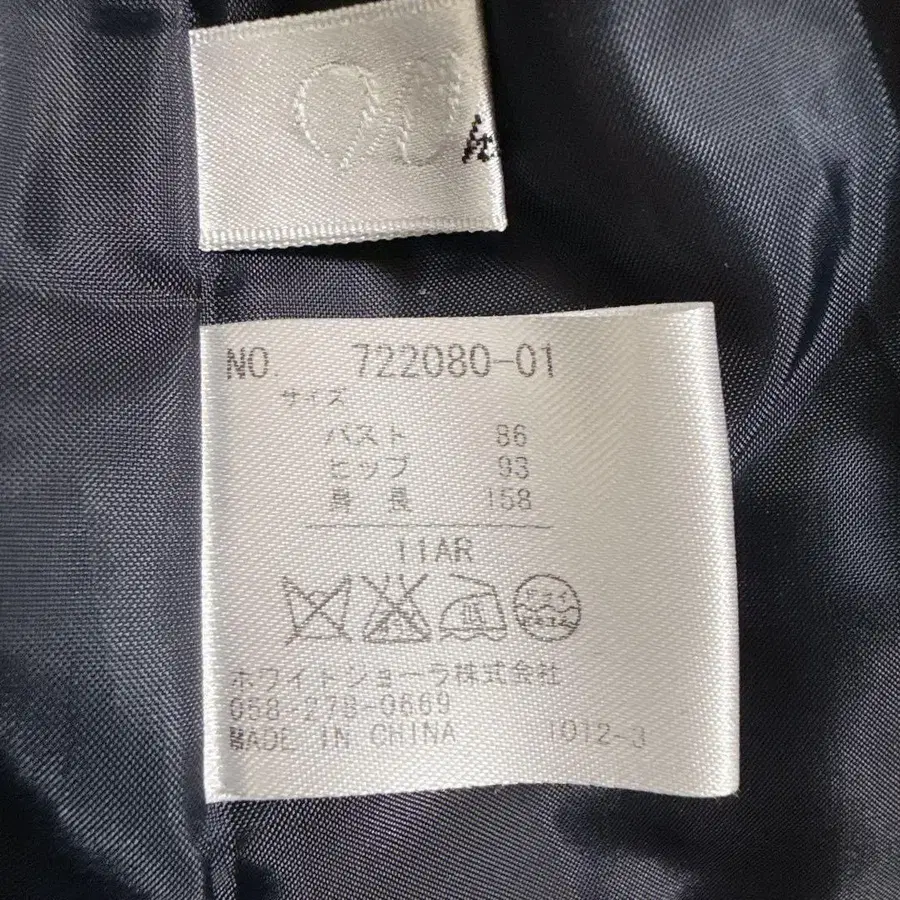 NO 722080-01
サイズ
バスト 86
ヒップ 93
身長 158
11AR
ホワイトショーラ株式会社
058-278-0669
MADE IN CHINA 1012-3